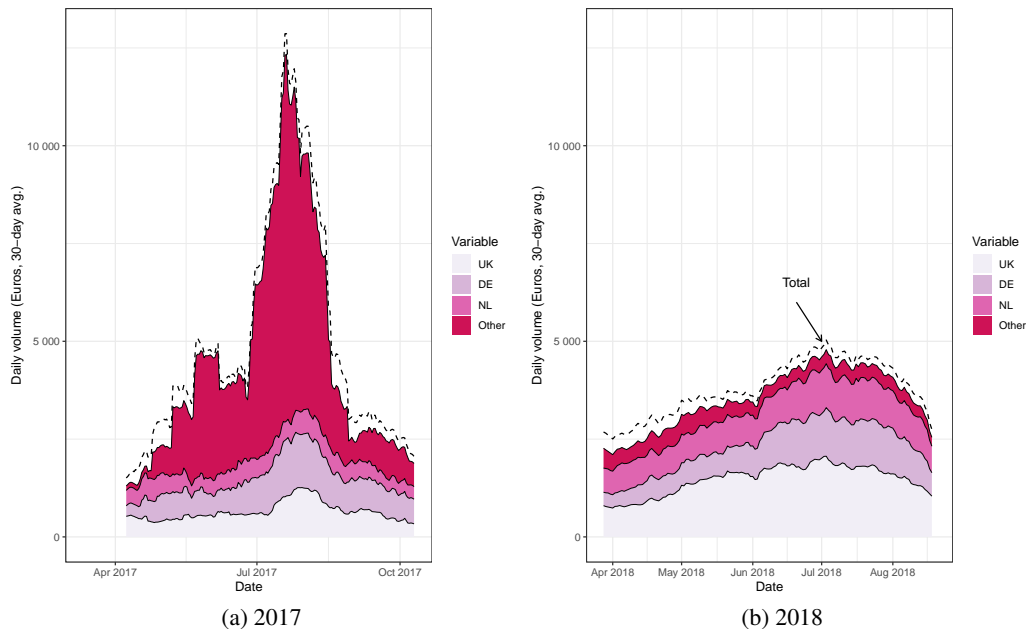 Daily volume (Euros, 30-day avg.)
10 000
5 000
0
Apr 2017
Jul 2017
Oct 2017
Date
Variable
UK
DE
NL
Other
(a) 2017
Daily volume (Euros, 30-day avg.)
10 000
5 000
0
Total
Apr 2018
May 2018
Jun 2018
Jul 2018
Aug 2018
Date
Variable
UK
DE
NL
Other
(b) 2018